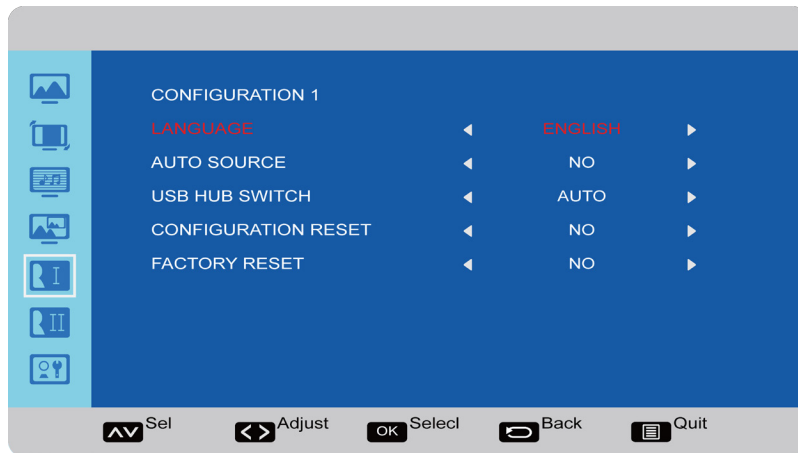 CONFIGURATION 1
LANGUAGE ENGLISH
AUTO SOURCE NO
USB HUB SWITCH AUTO
CONFIGURATION RESET NO
FACTORY RESET NO
I
II
Sel Adjust OK Selecl Back Quit